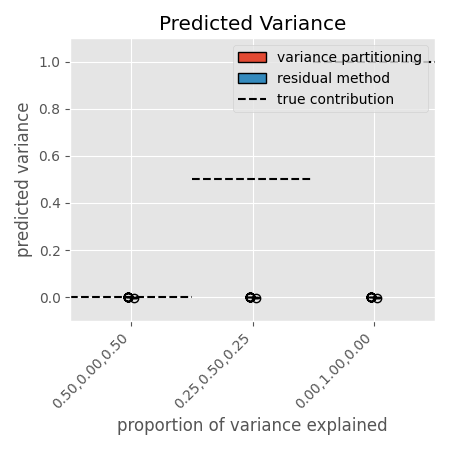 Predicted Variance
variance partitioning
residual method
true contribution
predicted variance
1.0
0.8
0.6
0.4
0.2
0.0
0.50,0.00,0.50
0.25,0.50,0.25
0.00,1.00,0.00
proportion of variance explained